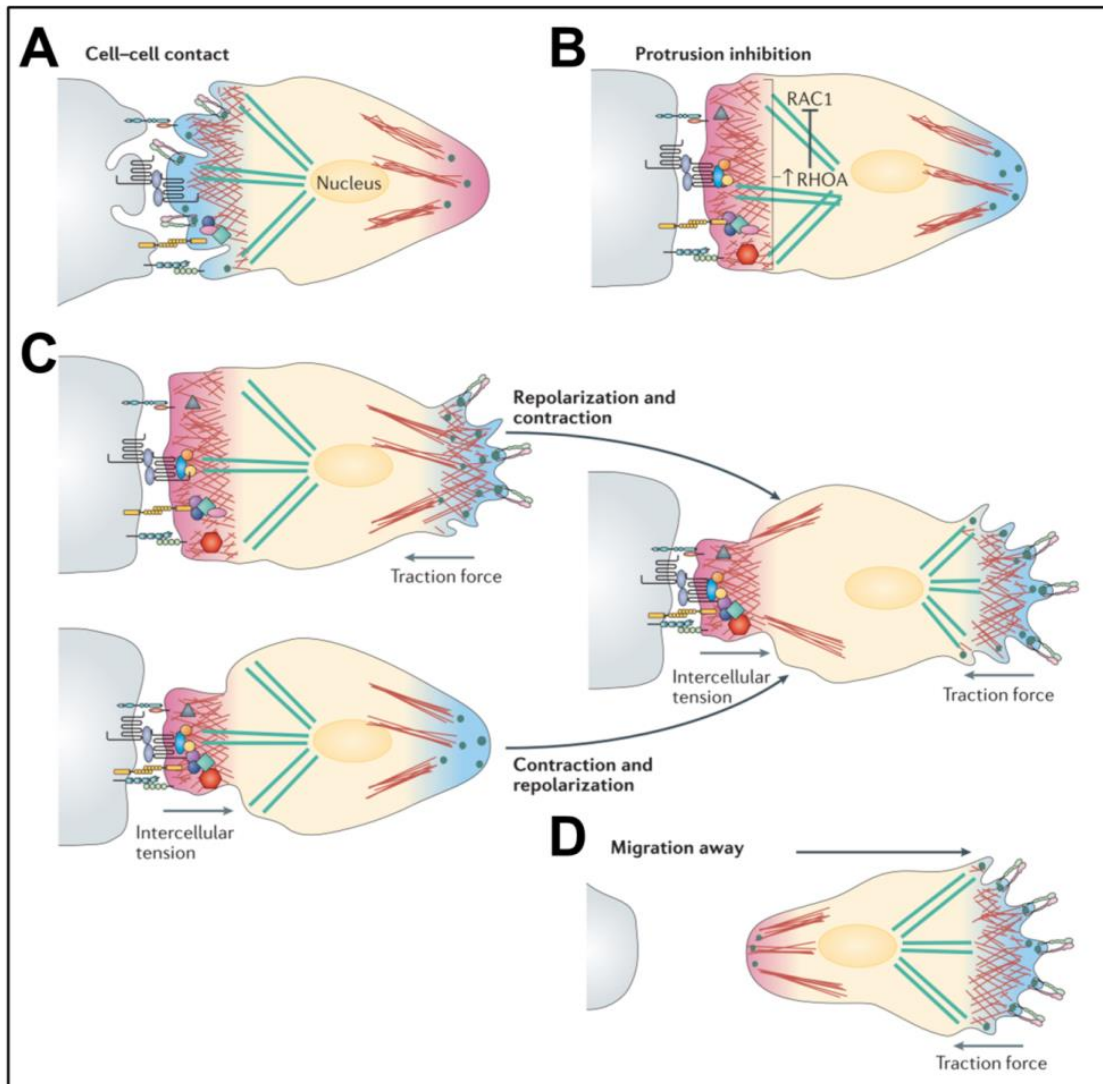 A
Cell–cell contact
Nucleus
B
Protrusion inhibition
RAC1
↑ RHOA
C
Repolarization and
contraction
Traction force
Intercellular
tension
Traction force
Contraction and
repolarization
Intercellular
tension
D
Migration away
Traction force